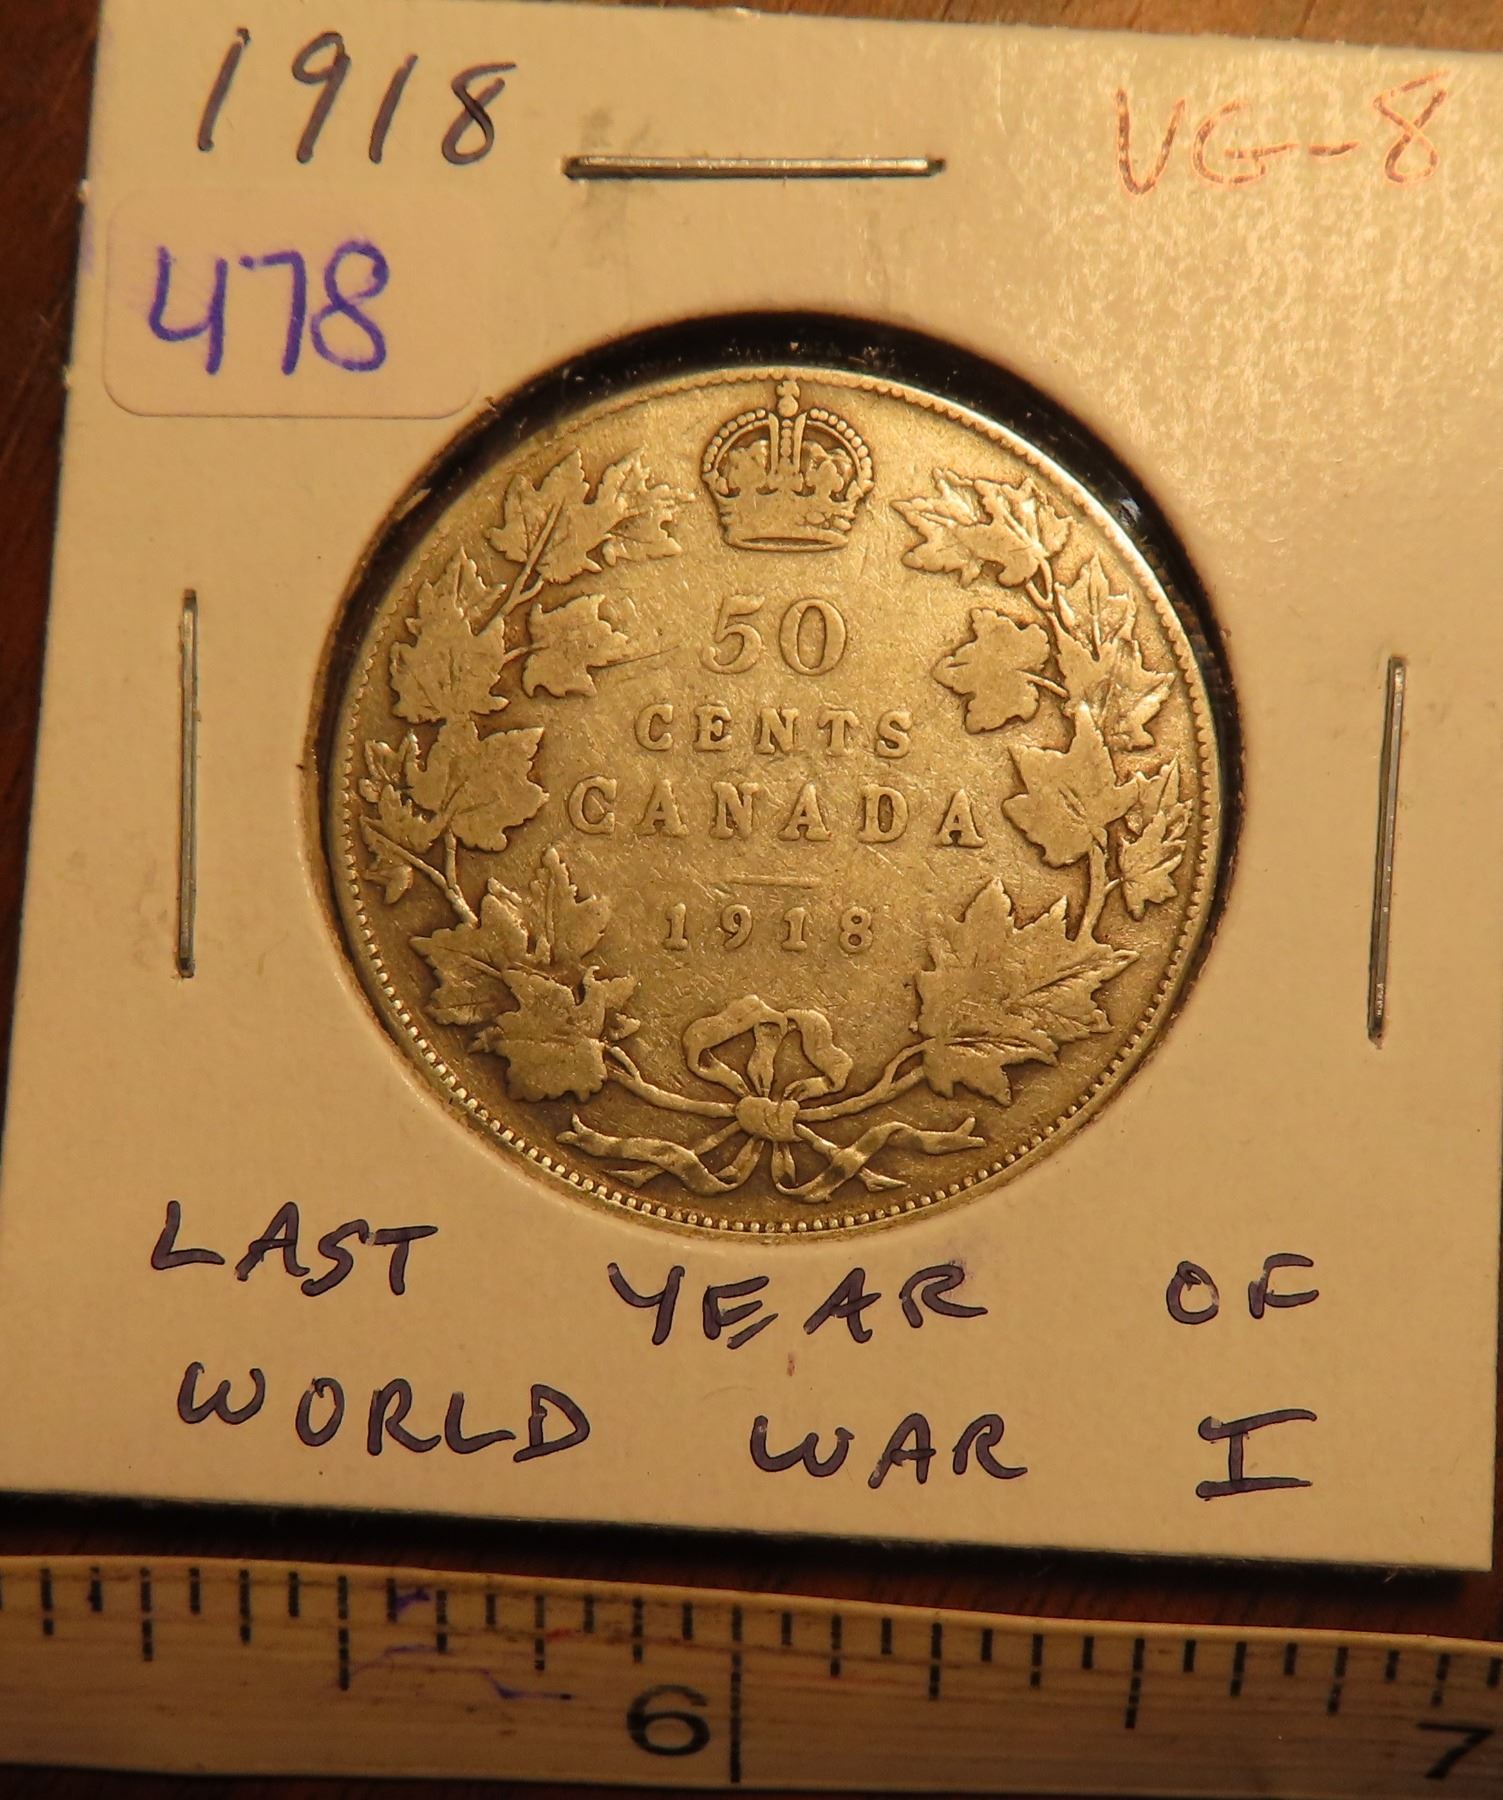 1918
VG-8
478
50
CENTS
CANADA
1918
LAST YEAR OF
WORLD WAR I
6
7